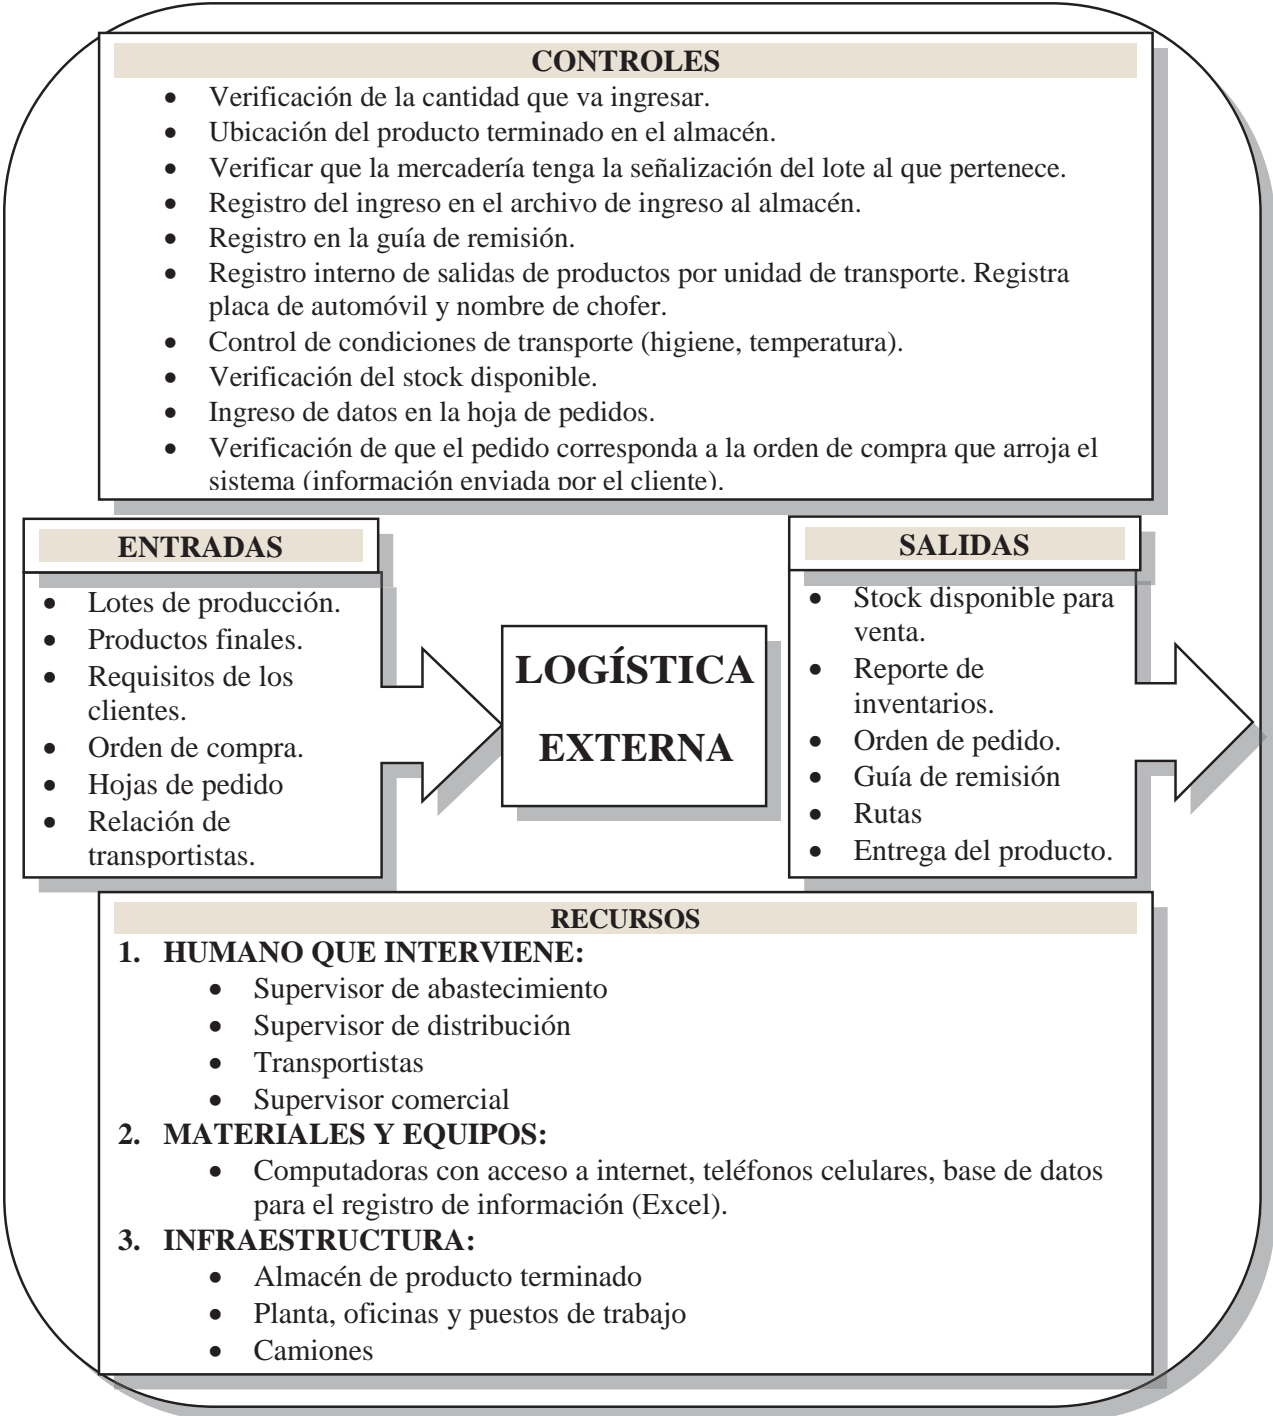 CONTROLES
• Verificación de la cantidad que va ingresar.
• Ubicación del producto terminado en el almacén.
• Verificar que la mercadería tenga la señalización del lote al que pertenece.
• Registro del ingreso en el archivo de ingreso al almacén.
• Registro en la guía de remisión.
• Registro interno de salidas de productos por unidad de transporte. Registra
placa de automóvil y nombre de chofer.
• Control de condiciones de transporte (higiene, temperatura).
• Verificación del stock disponible.
• Ingreso de datos en la hoja de pedidos.
• Verificación de que el pedido corresponda a la orden de compra que arroja el
sistema (información enviada por el cliente).
ENTRADAS
• Lotes de producción.
• Productos finales.
• Requisitos de los
clientes.
• Orden de compra.
• Hojas de pedido
• Relación de
transportistas.
LOGÍSTICA
EXTERNA
SALIDAS
• Stock disponible para
venta.
• Reporte de
inventarios.
• Orden de pedido.
• Guía de remisión
• Rutas
• Entrega del producto.
RECURSOS
1. HUMANO QUE INTERVIENE:
• Supervisor de abastecimiento
• Supervisor de distribución
• Transportistas
• Supervisor comercial
2. MATERIALES Y EQUIPOS:
• Computadoras con acceso a internet, teléfonos celulares, base de datos
para el registro de información (Excel).
3. INFRAESTRUCTURA:
• Almacén de producto terminado
• Planta, oficinas y puestos de trabajo
• Camiones